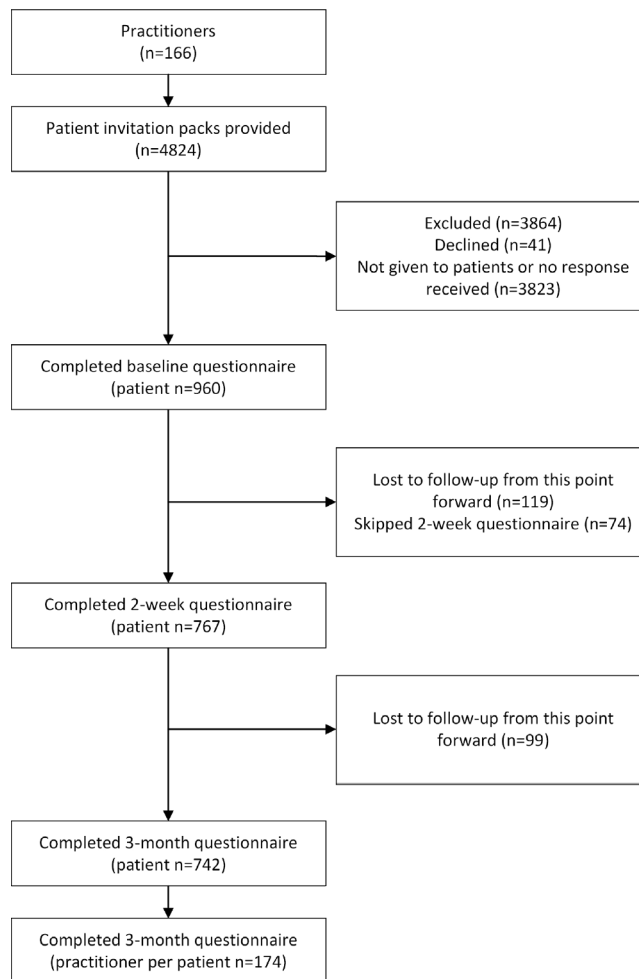 Practitioners
(n=166)
Patient invitation packs provided
(n=4824)
Excluded (n=3864)
Declined (n=41)
Not given to patients or no response
received (n=3823)
Completed baseline questionnaire
(patient n=960)
Lost to follow-up from this point
forward (n=119)
Skipped 2-week questionnaire (n=74)
Completed 2-week questionnaire
(patient n=767)
Lost to follow-up from this point
forward (n=99)
Completed 3-month questionnaire
(patient n=742)
Completed 3-month questionnaire
(practitioner per patient n=174)